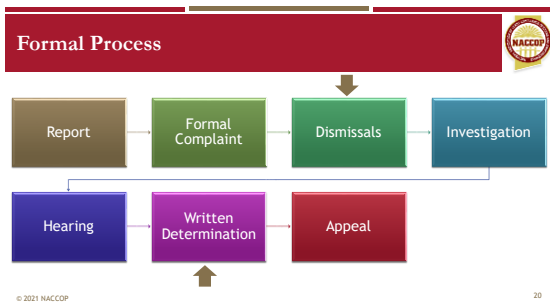 Formal Process
NACCOP
Report
Formal
Complaint
Dismissals
Investigation
Hearing
Written
Determination
Appeal
© 2021 NACCOP
20